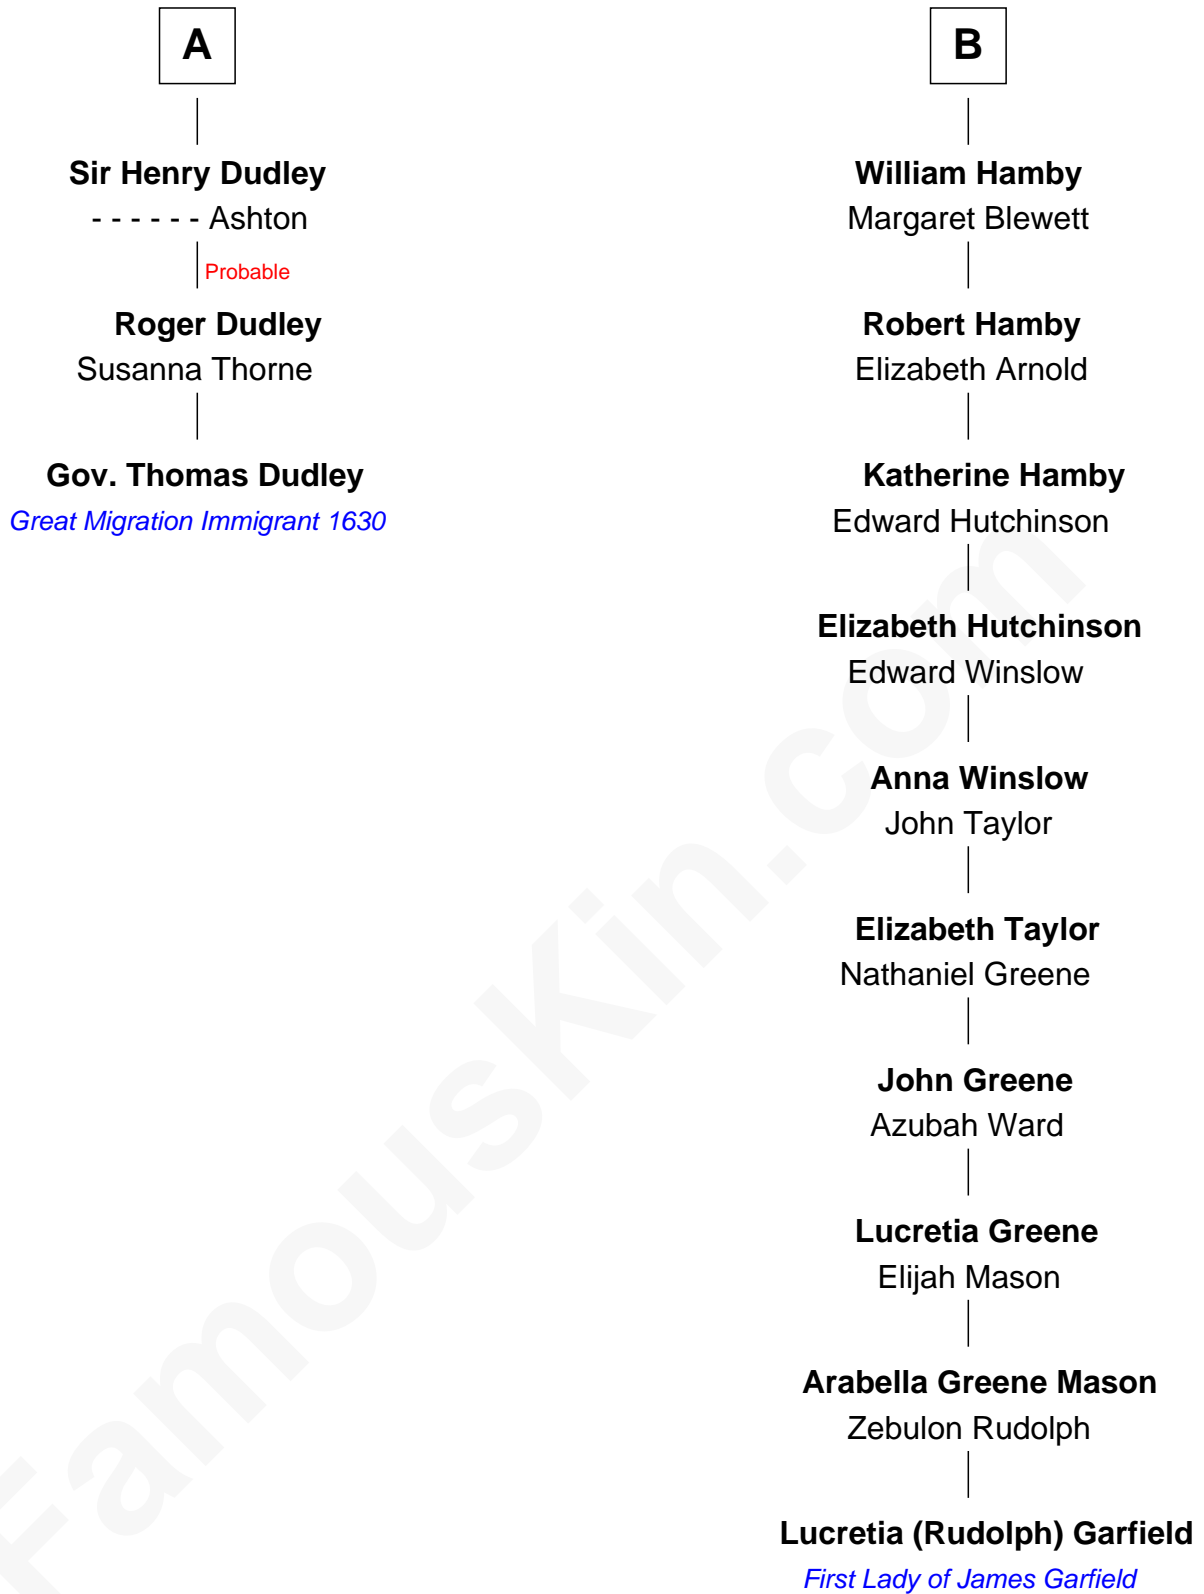 A
Sir Henry Dudley
- - - - - - Ashton
Probable
Roger Dudley
Susanna Thorne
Gov. Thomas Dudley
Great Migration Immigrant 1630
B
William Hamby
Margaret Blewett
Robert Hamby
Elizabeth Arnold
Katherine Hamby
Edward Hutchinson
Elizabeth Hutchinson
Edward Winslow
Anna Winslow
John Taylor
Elizabeth Taylor
Nathaniel Greene
John Greene
Azubah Ward
Lucretia Greene
Elijah Mason
Arabella Greene Mason
Zebulon Rudolph
Lucretia (Rudolph) Garfield
First Lady of James Garfield
FamousKin.com